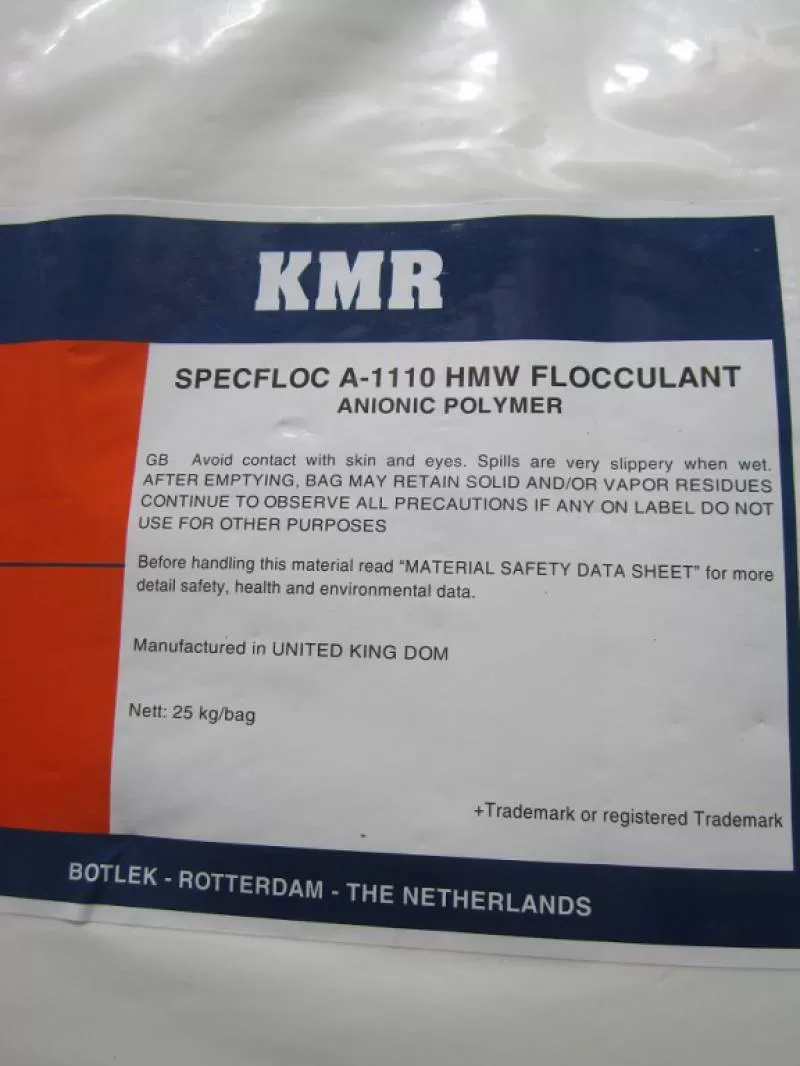 KMR
SPECFLOC A-1110 HMW FLOCCULANT
ANIONIC POLYMER
GB Avoid contact with skin and eyes. Spills are very slippery when wet.
AFTER EMPTYING, BAG MAY RETAIN SOLID AND/OR VAPOR RESIDUES
CONTINUE TO OBSERVE ALL PRECAUTIONS IF ANY ON LABEL DO NOT
USE FOR OTHER PURPOSES
Before handling this material read “MATERIAL SAFETY DATA SHEET” for more
detail safety, health and environmental data.
Manufactured in UNITED KING DOM
Nett: 25 kg/bag
+Trademark or registered Trademark
BOTLEK - ROTTERDAM - THE NETHERLANDS